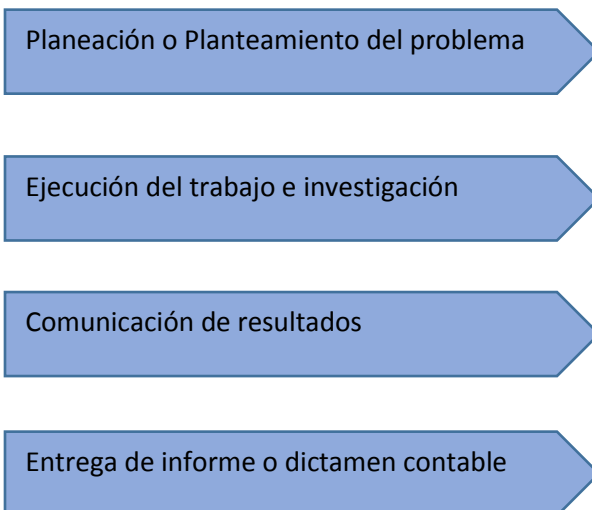 Planeación o Planteamiento del problema
Ejecución del trabajo e investigación
Comunicación de resultados
Entrega de informe o dictamen contable